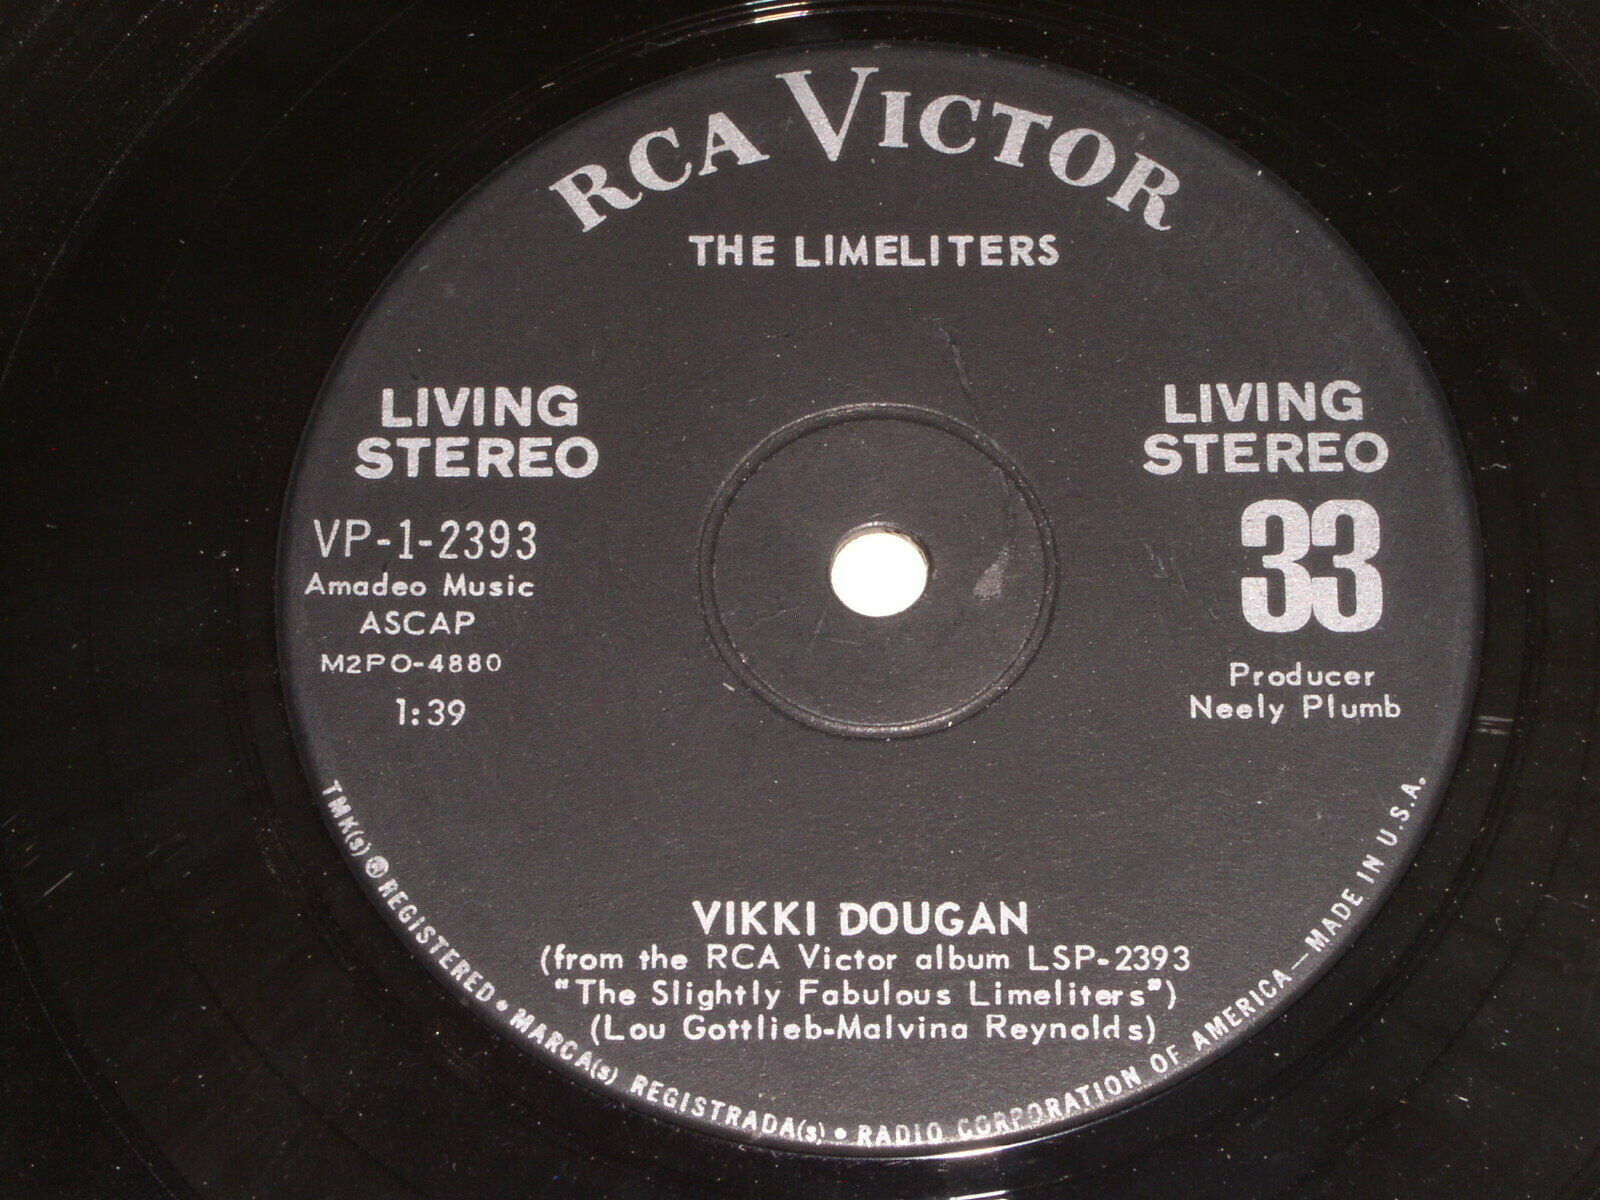 RCA VICTOR
THE LIMELITERS
LIVING
STEREO
LIVING
STEREO
VP-1-2393
Amadeo Music
ASCAP
M2PO-4880
1:39
33
Producer
Neely Plumb
VIKKI DOUGAN
(from the RCA Victor album LSP-2393
"The Slightly Fabulous Limeliters")
(Lou Gottlieb-Malvina Reynolds)
TMK(s) ® REGISTERED • MARCA(s) REGISTRADA(s) • RADIO CORPORATION OF AMERICA—MADE IN U.S.A.